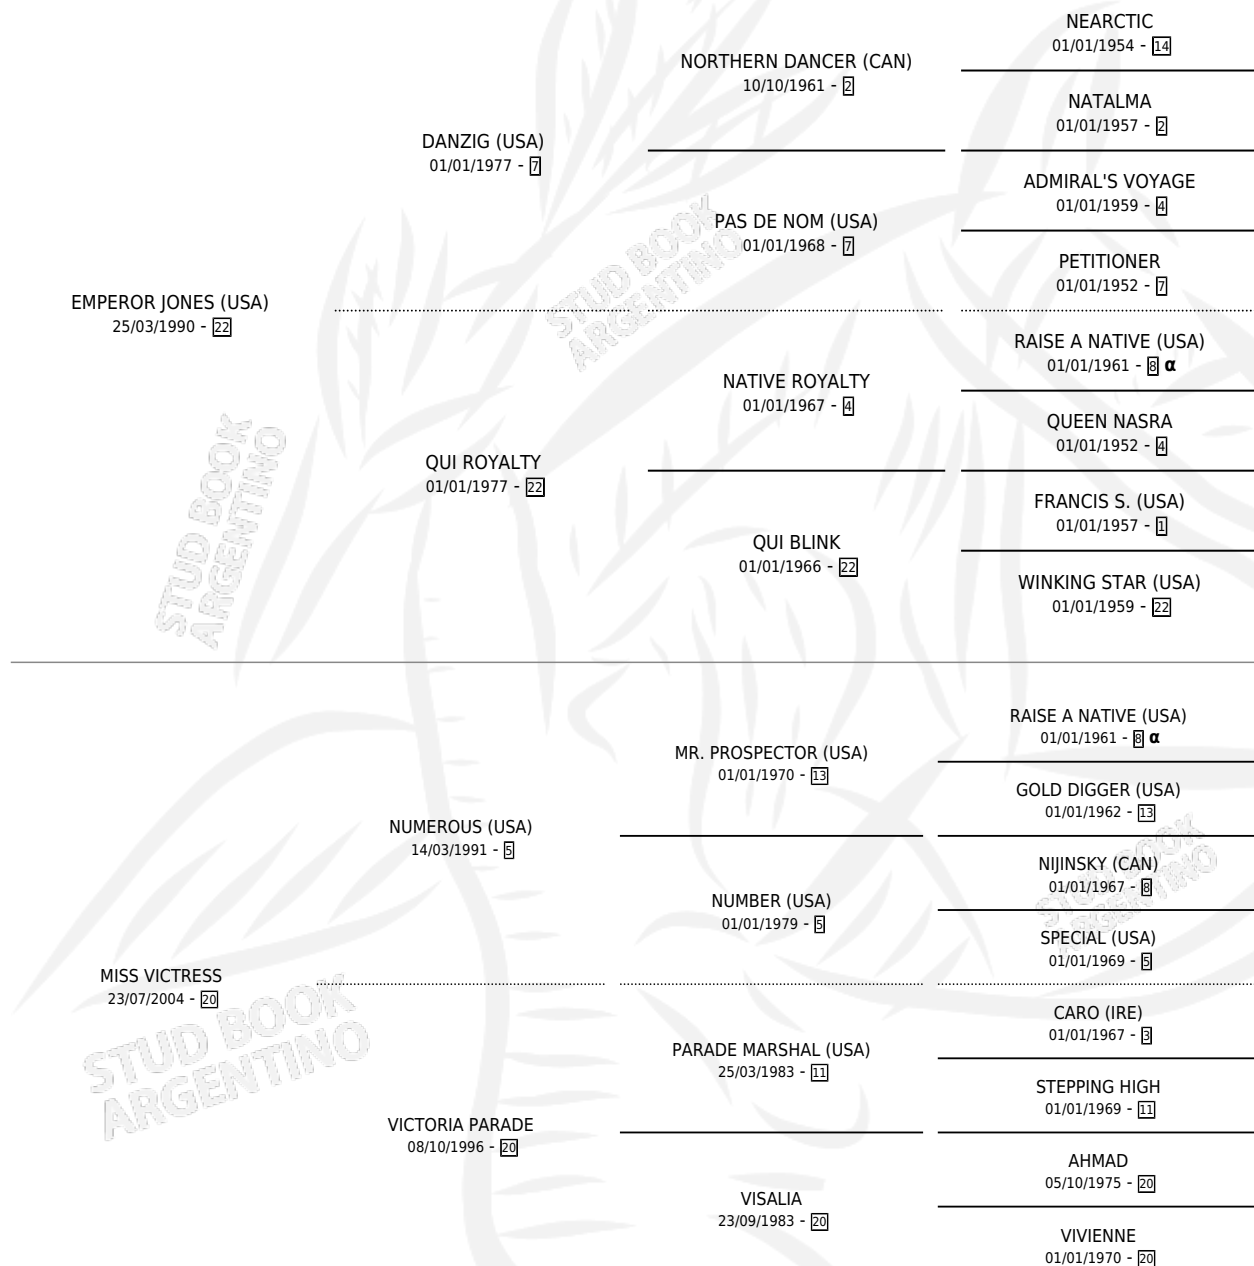 NEARCTIC
01/01/1954 - 14
NORTHERN DANCER (CAN)
10/10/1961 - 2
NATALMA
01/01/1957 - 2
DANZIG (USA)
01/01/1977 - 7
ADMIRAL'S VOYAGE
01/01/1959 - 4
PAS DE NOM (USA)
01/01/1968 - 7
PETITIONER
01/01/1952 - 7
EMPEROR JONES (USA)
25/03/1990 - 22
RAISE A NATIVE (USA)
01/01/1961 - 8 α
NATIVE ROYALTY
01/01/1967 - 4
QUEEN NASRA
01/01/1952 - 4
QUI ROYALTY
01/01/1977 - 22
FRANCIS S. (USA)
01/01/1957 - 1
QUI BLINK
01/01/1966 - 22
WINKING STAR (USA)
01/01/1959 - 22
RAISE A NATIVE (USA)
01/01/1961 - 8 α
MR. PROSPECTOR (USA)
01/01/1970 - 13
GOLD DIGGER (USA)
01/01/1962 - 13
NUMEROUS (USA)
14/03/1991 - 5
NIJINSKY (CAN)
01/01/1967 - 8
NUMBER (USA)
01/01/1979 - 5
SPECIAL (USA)
01/01/1969 - 5
MISS VICTRESS
23/07/2004 - 20
CARO (IRE)
01/01/1967 - 3
PARADE MARSHAL (USA)
25/03/1983 - 11
STEPPING HIGH
01/01/1969 - 11
VICTORIA PARADE
08/10/1996 - 20
AHMAD
05/10/1975 - 20
VISALIA
23/09/1983 - 20
VIVIENNE
01/01/1970 - 20
STUD BOOK
ARGENTINO
STUD BOOK
ARGENTINO
STUD BOOK
ARGENTINO
STUD BOOK
ARGENTINO